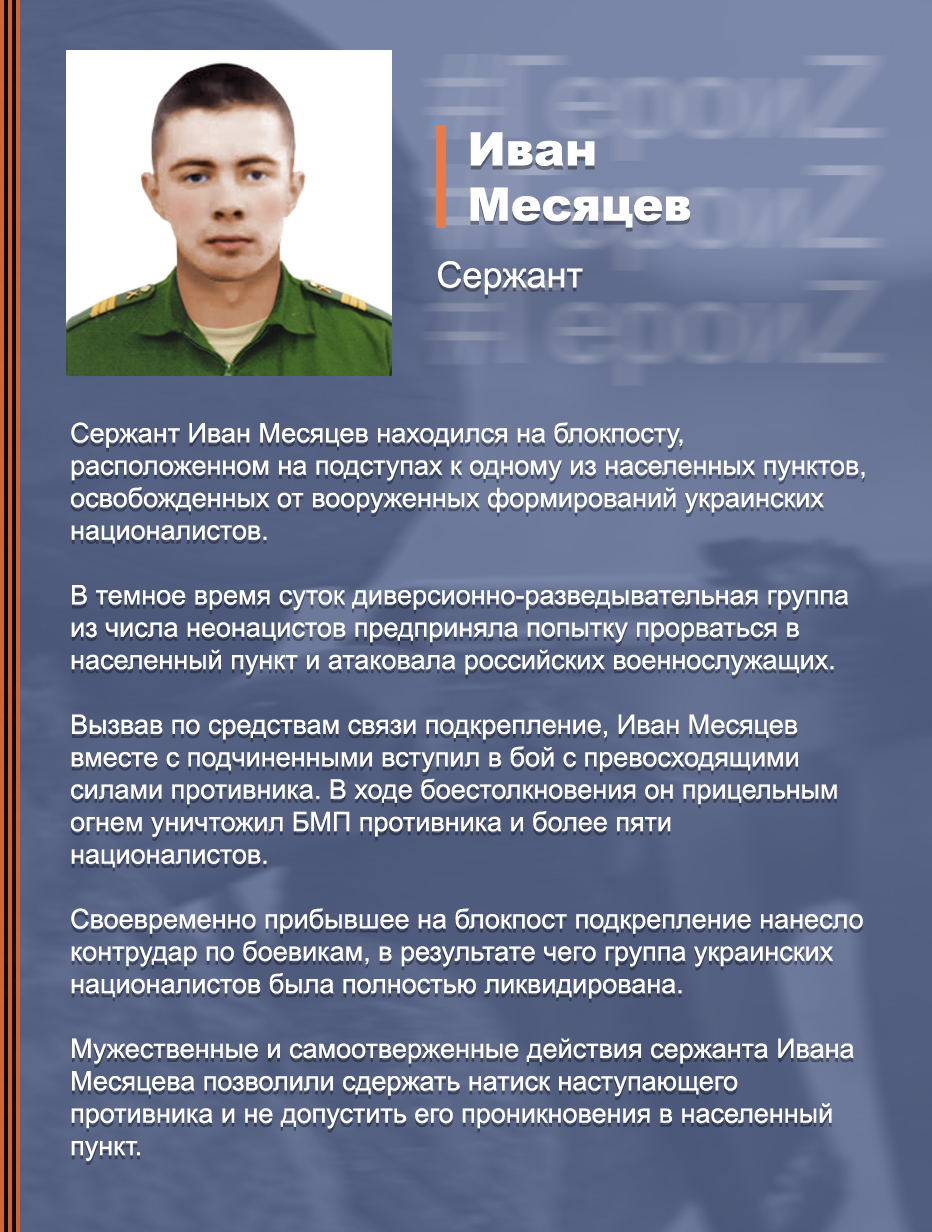 #ГероиZ
#ГероиZ
#ГероиZ
Иван
Месяцев
Сержант
Сержант Иван Месяцев находился на блокпосту,
расположенном на подступах к одному из населенных пунктов,
освобожденных от вооруженных формирований украинских
националистов.
В темное время суток диверсионно-разведывательная группа
из числа неонацистов предприняла попытку прорваться в
населенный пункт и атаковала российских военнослужащих.
Вызвав по средствам связи подкрепление, Иван Месяцев
вместе с подчиненными вступил в бой с превосходящими
силами противника. В ходе боестолкновения он прицельным
огнем уничтожил БМП противника и более пяти
националистов.
Своевременно прибывшее на блокпост подкрепление нанесло
контрудар по боевикам, в результате чего группа украинских
националистов была полностью ликвидирована.
Мужественные и самоотверженные действия сержанта Ивана
Месяцева позволили сдержать натиск наступающего
противника и не допустить его проникновения в населенный
пункт.